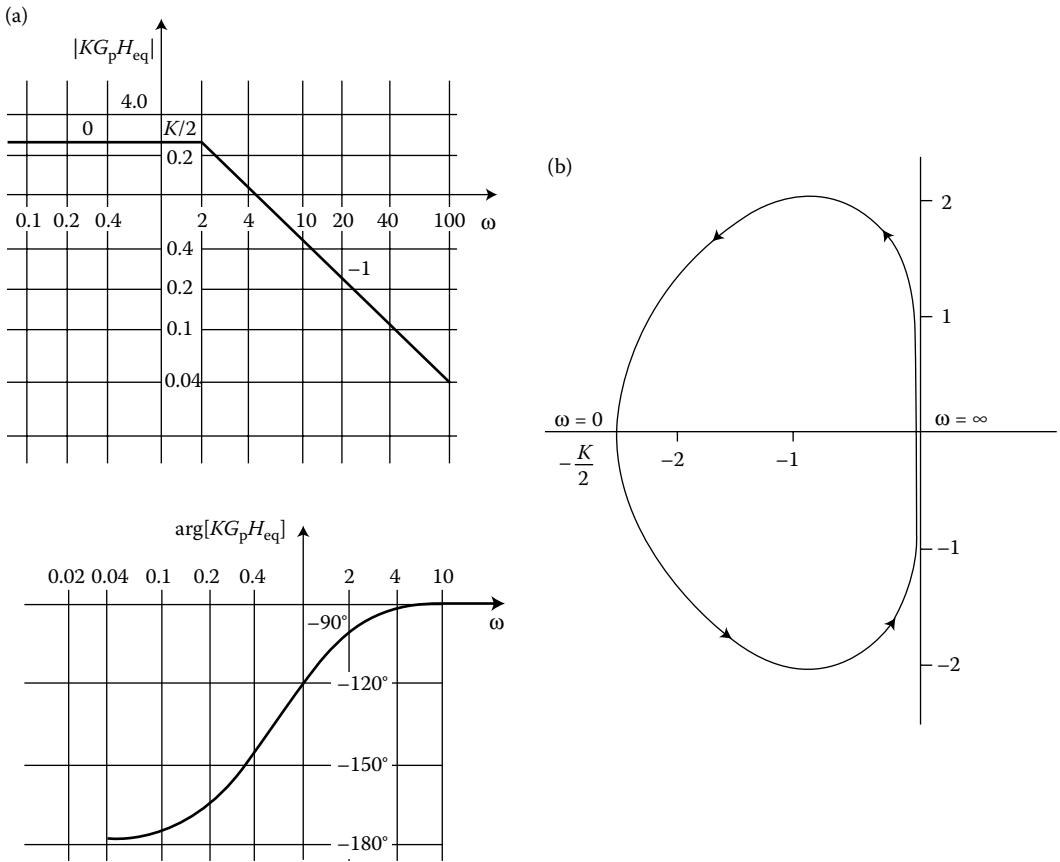 (a)
|KG_pH_eq|
4.0
0 K/2
0.2
0.1 0.2 0.4 2 4 10 20 40 100 ω
0.4
−1
0.2
0.1
0.04
arg[KG_pH_eq]
0.02 0.04 0.1 0.2 0.4 2 4 10
−90° ω
−120°
−150°
−180°
(b)
2
1
ω = 0 ω = ∞
−K/2 −2 −1
−1
−2